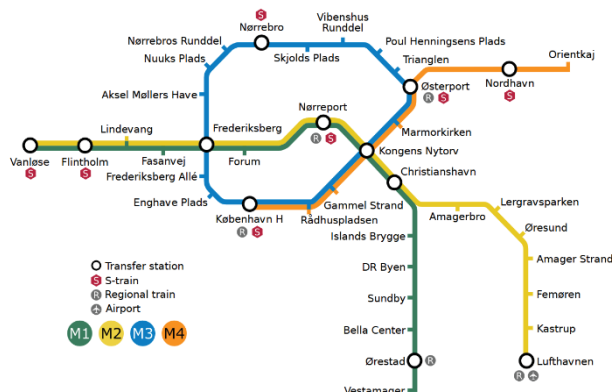 S
Nørrebro
Vibenshus
Runddel
Nørrebros Runddel
Poul Henningsens Plads
Orientkaj
Nuuks Plads
Skjolds Plads
Trianglen
Østerport
R S
Nordhavn
S
Aksel Møllers Have
Nørreport
R S
Marmorkirken
Lindevang
Frederiksberg
Kongens Nytorv
Vanløse
S
Flintholm
S
Fasanvej
Forum
Christianshavn
Frederiksberg Allé
Enghave Plads
København H
R S
Gammel Strand
Rådhuspladsen
Amagerbro
Lergravsparken
Øresund
Islands Brygge
DR Byen
Amager Strand
Sundby
Femøren
Bella Center
Kastrup
Ørestad R
Lufthavnen
R
Vestamager
Transfer station
S S-train
R Regional train
Airport
M1 M2 M3 M4